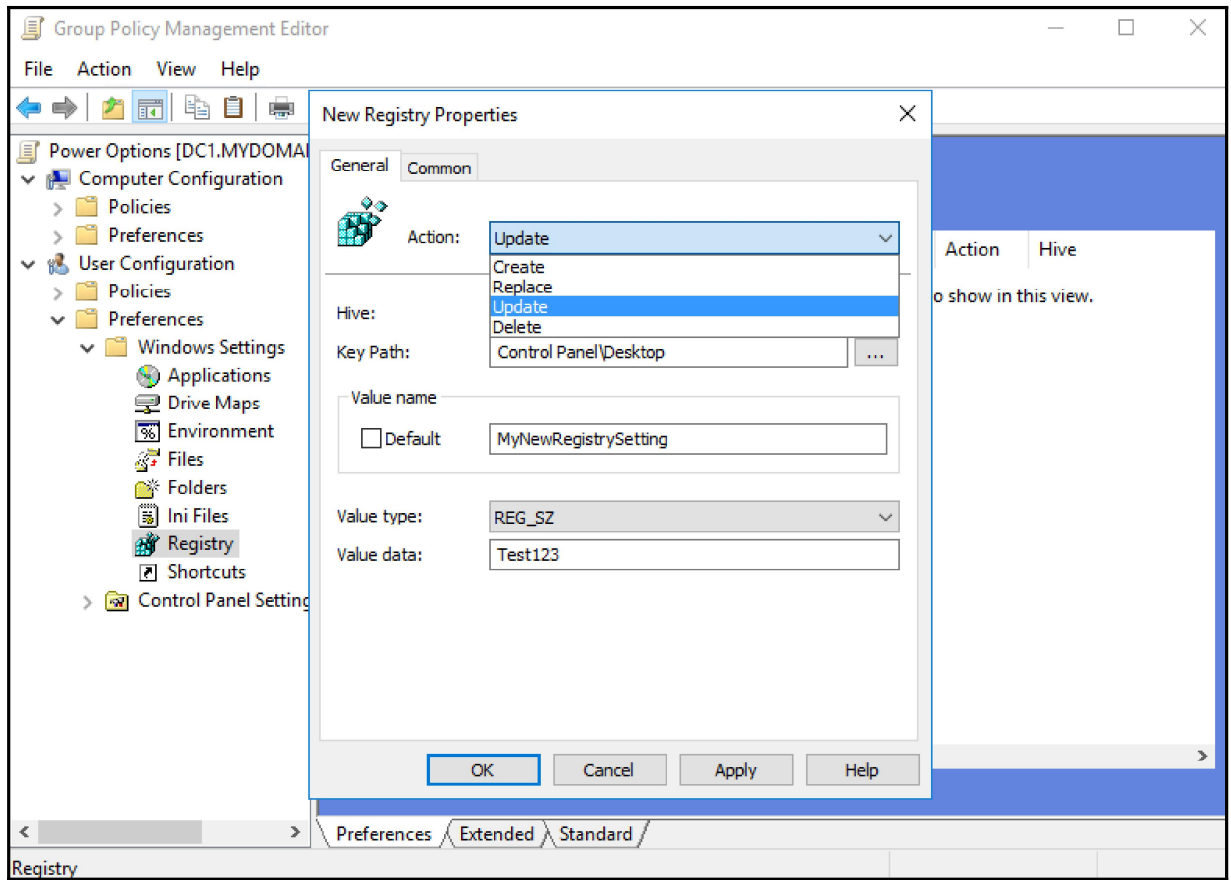 Group Policy Management Editor
File Action View Help
Power Options [DC1.MYDOMAI
Computer Configuration
Policies
Preferences
User Configuration
Policies
Preferences
Windows Settings
Applications
Drive Maps
Environment
Files
Folders
Ini Files
Registry
Shortcuts
Control Panel Setting
New Registry Properties
General Common
Action: Update
Create
Replace
Update
Delete
Hive:
Key Path: Control Panel\Desktop ...
Value name
Default MyNewRegistrySetting
Value type: REG_SZ
Value data: Test123
OK Cancel Apply Help
Action Hive
o show in this view.
Preferences Extended Standard
Registry